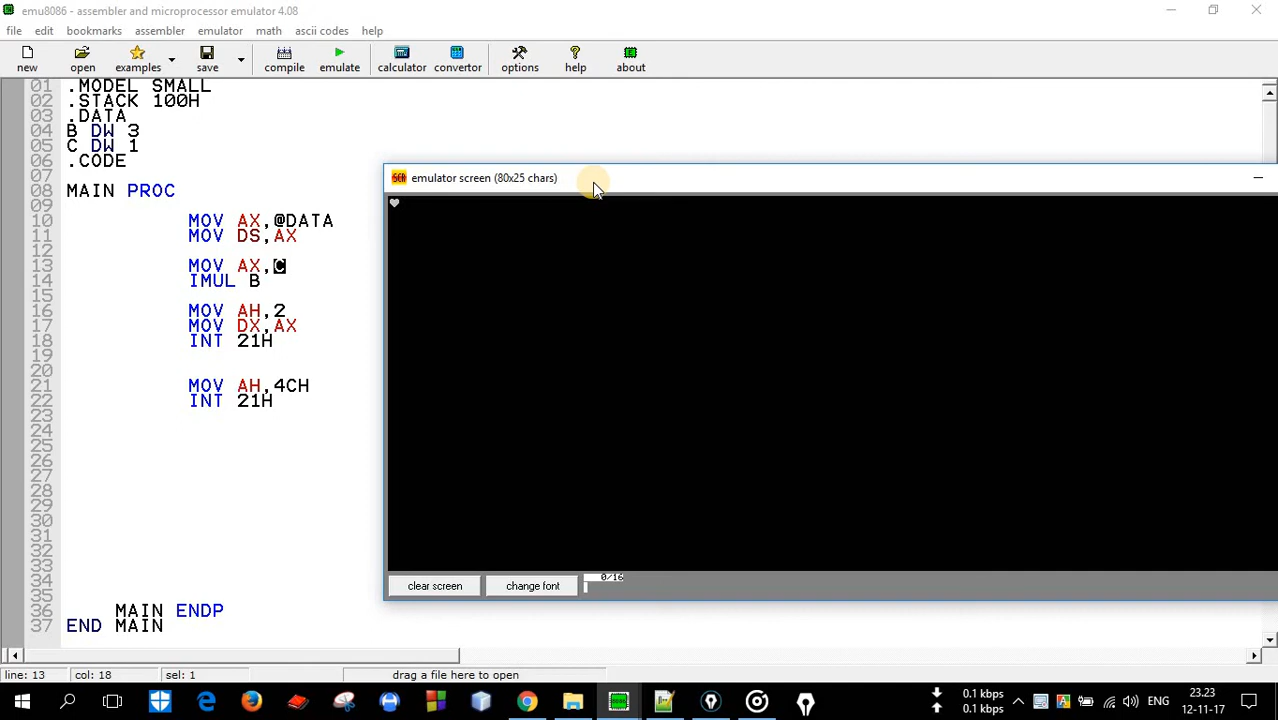 emu8086 - assembler and microprocessor emulator 4.08
file edit bookmarks assembler emulator math ascii codes help
new open examples save compile emulate calculator convertor options help about
01 .MODEL SMALL
02 .STACK 100H
03 .DATA
04 B DW 3
05 C DW 1
06 .CODE
07
08 MAIN PROC
09
10 MOV AX,@DATA
11 MOV DS,AX
12
13 MOV AX,C
14 IMUL B
15
16 MOV AH,2
17 MOV DX,AX
18 INT 21H
19
20
21 MOV AH,4CH
22 INT 21H
23
24
25
26
27
28
29
30
31
32
33
34
35
36 MAIN ENDP
37 END MAIN
SCR emulator screen (80x25 chars)
♥
clear screen change font 0/16
line: 13 col: 18 sel: 1 drag a file here to open
0.1 kbps
0.1 kbps
ENG
23.23
12-11-17